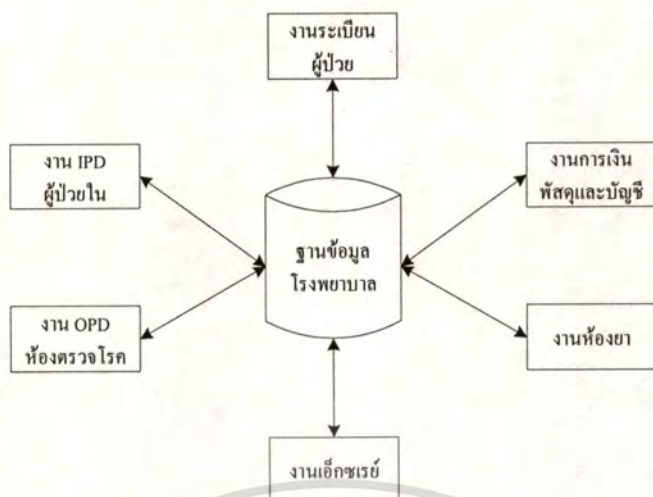 งานระเบียน
ผู้ป่วย
งาน IPD
ผู้ป่วยใน
งานการเงิน
พัสดุและบัญชี
ฐานข้อมูล
โรงพยาบาล
งาน OPD
ห้องตรวจโรค
งานห้องยา
งานเอ็กซเรย์